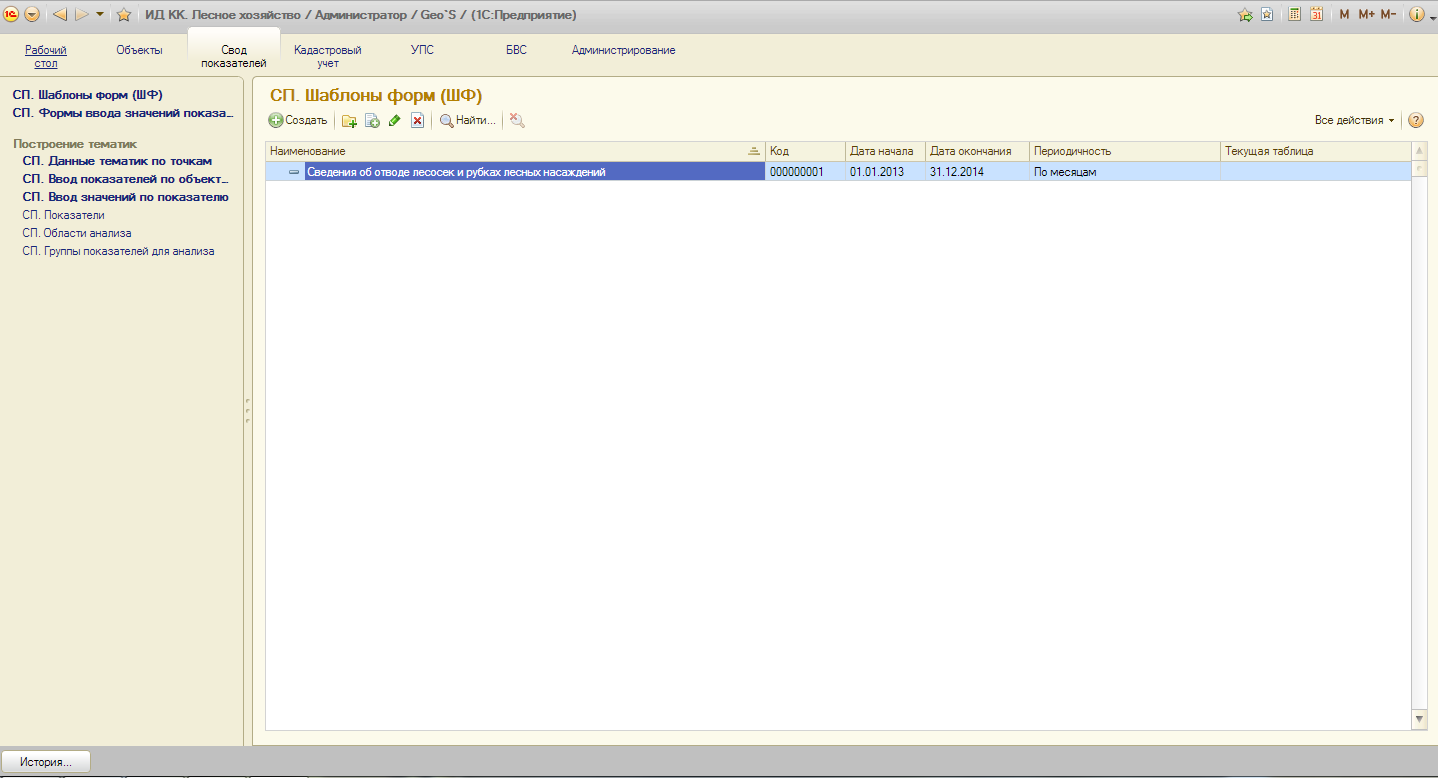 ИД КК. Лесное хозяйство / Администратор / Geo`S / (1С:Предприятие)
M M+ M-
Рабочий стол
Объекты
Свод показателей
Кадастровый учет
УПС
БВС
Администрирование
СП. Шаблоны форм (ШФ)
СП. Формы ввода значений показа...
Построение тематик
СП. Данные тематик по точкам
СП. Ввод показателей по объект...
СП. Ввод значений по показателю
СП. Показатели
СП. Области анализа
СП. Группы показателей для анализа
СП. Шаблоны форм (ШФ)
Создать Найти... Все действия
Наименование Код Дата начала Дата окончания Периодичность Текущая таблица
Сведения об отводе лесосек и рубках лесных насаждений 000000001 01.01.2013 31.12.2014 По месяцам
История...